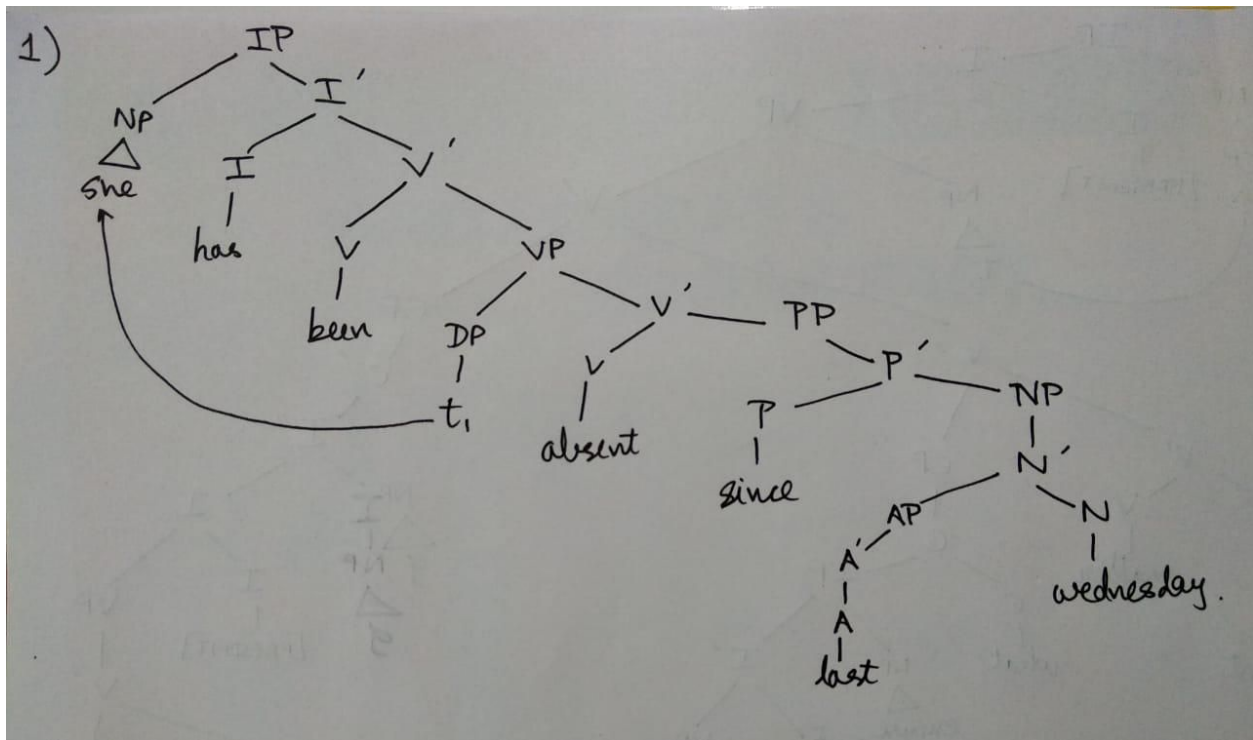 1)
IP
I'
NP
she
I
has
V'
V
been
VP
DP
t₁
V'
V
absent
PP
P'
P
since
NP
N'
AP
A'
A
last
N
wednesday.